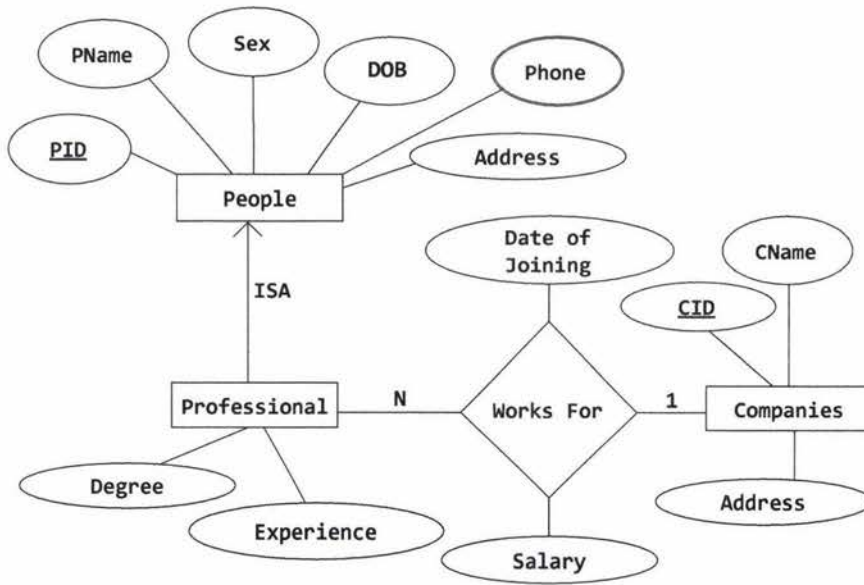 Sex
PName
DOB
Phone
PID
Address
People
Date of
Joining
CName
ISA
CID
Professional
N
Works For
1
Companies
Degree
Address
Experience
Salary